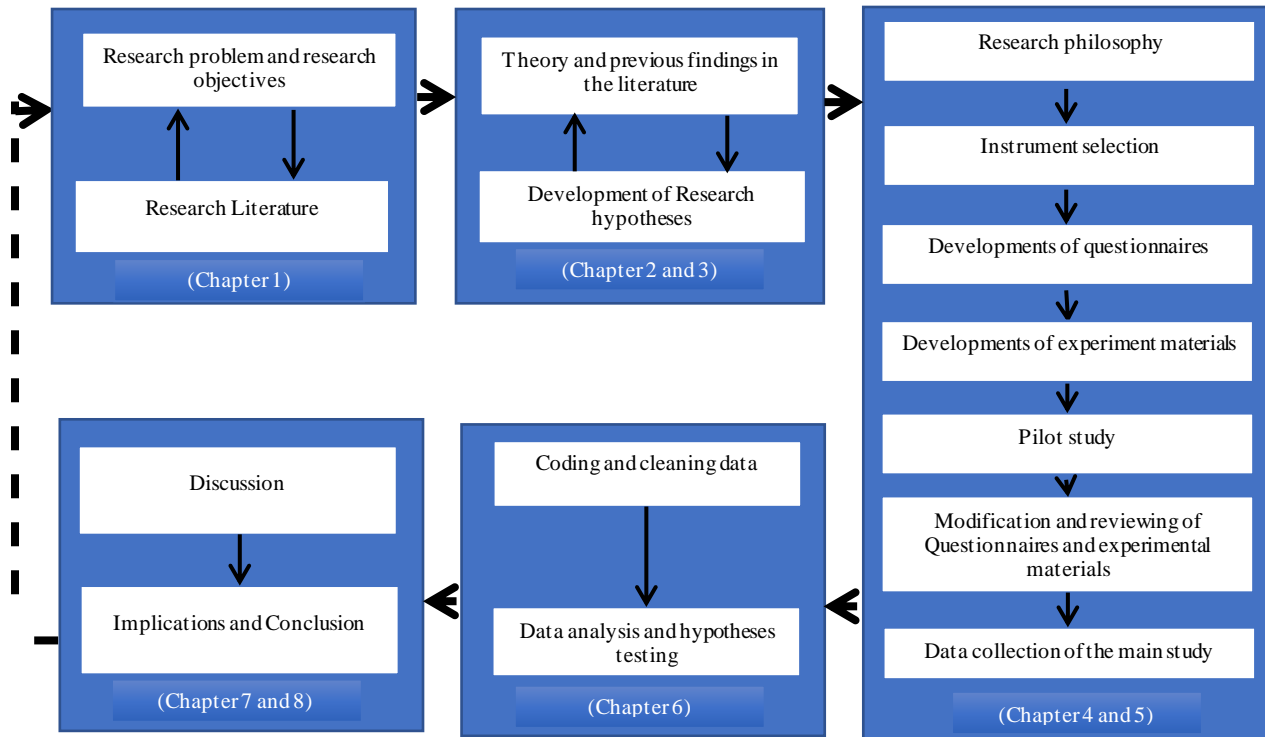 Research problem and research
objectives
Research Literature
(Chapter 1)
Theory and previous findings in
the literature
Development of Research
hypotheses
(Chapter 2 and 3)
Research philosophy
Instrument selection
Developments of questionnaires
Developments of experiment materials
Pilot study
Modification and reviewing of
Questionnaires and experimental
materials
Data collection of the main study
(Chapter 4 and 5)
Coding and cleaning data
Data analysis and hypotheses
testing
(Chapter 6)
Discussion
Implications and Conclusion
(Chapter 7 and 8)